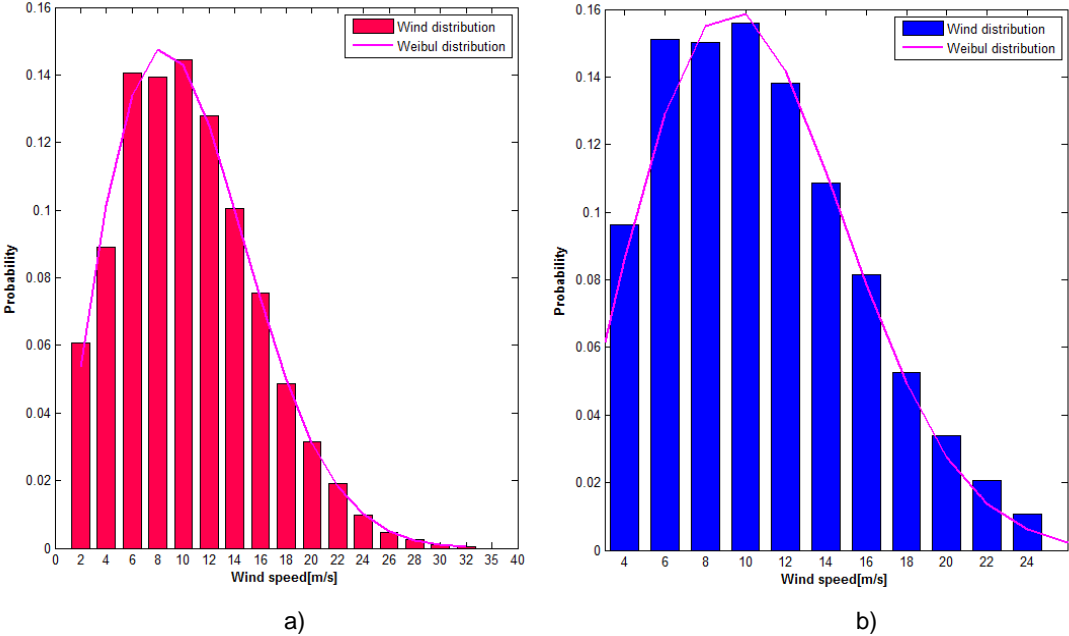 0.16
0.14
0.12
0.1
0.08
0.06
0.04
0.02
0
Probability
Wind distribution
Weibul distribution
0 2 4 6 8 10 12 14 16 18 20 22 24 26 28 30 32 35 40
Wind speed[m/s]
a)
0.16
0.14
0.12
0.1
0.08
0.06
0.04
0.02
0
Probability
Wind distribution
Weibul distribution
4 6 8 10 12 14 16 18 20 22 24
Wind speed[m/s]
b)